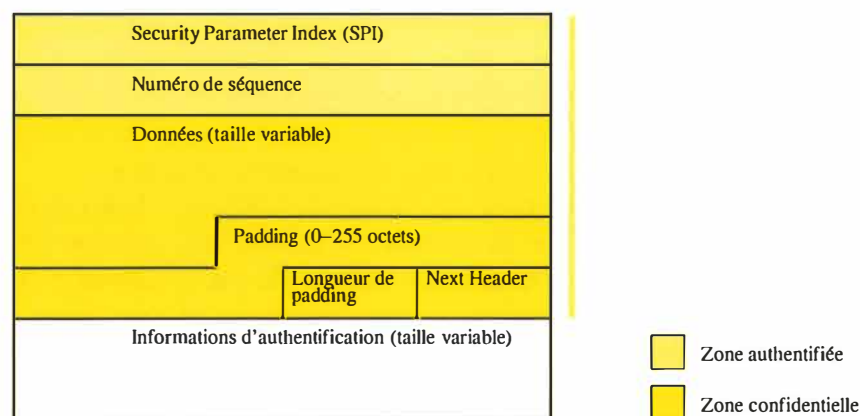 Security Parameter Index (SPI)
Numéro de séquence
Données (taille variable)
Padding (0–255 octets)
Longueur de
padding
Next Header
Informations d'authentification (taille variable)
Zone authentifiée
Zone confidentielle